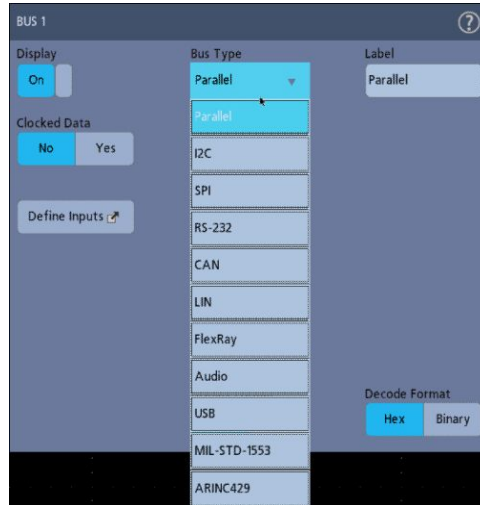 BUS 1
?
Display
On
Clocked Data
No Yes
Define Inputs
Bus Type
Parallel
Parallel
I2C
SPI
RS-232
CAN
LIN
FlexRay
Audio
USB
MIL-STD-1553
ARINC429
Label
Parallel
Decode Format
Hex Binary